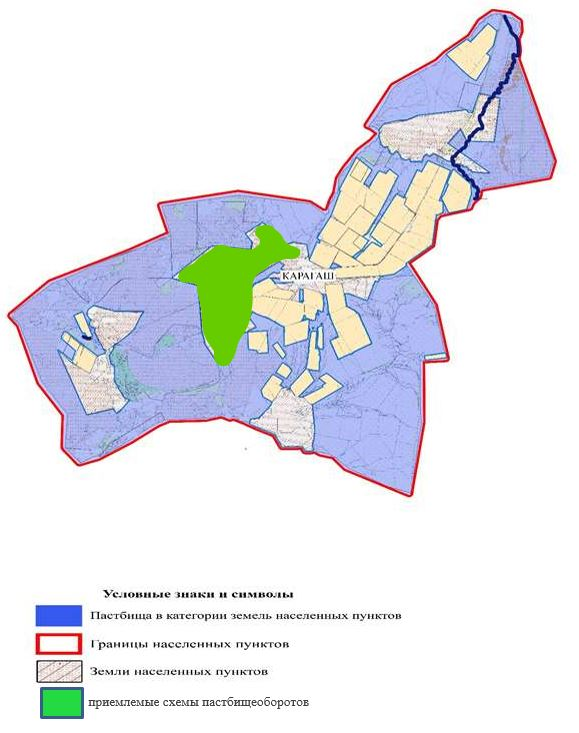 КАРАГАШ
Условные знаки и символы
Пастбища в категории земель населенных пунктов
Границы населенных пунктов
Земли населенных пунктов
приемлемые схемы пастбищеоборотов